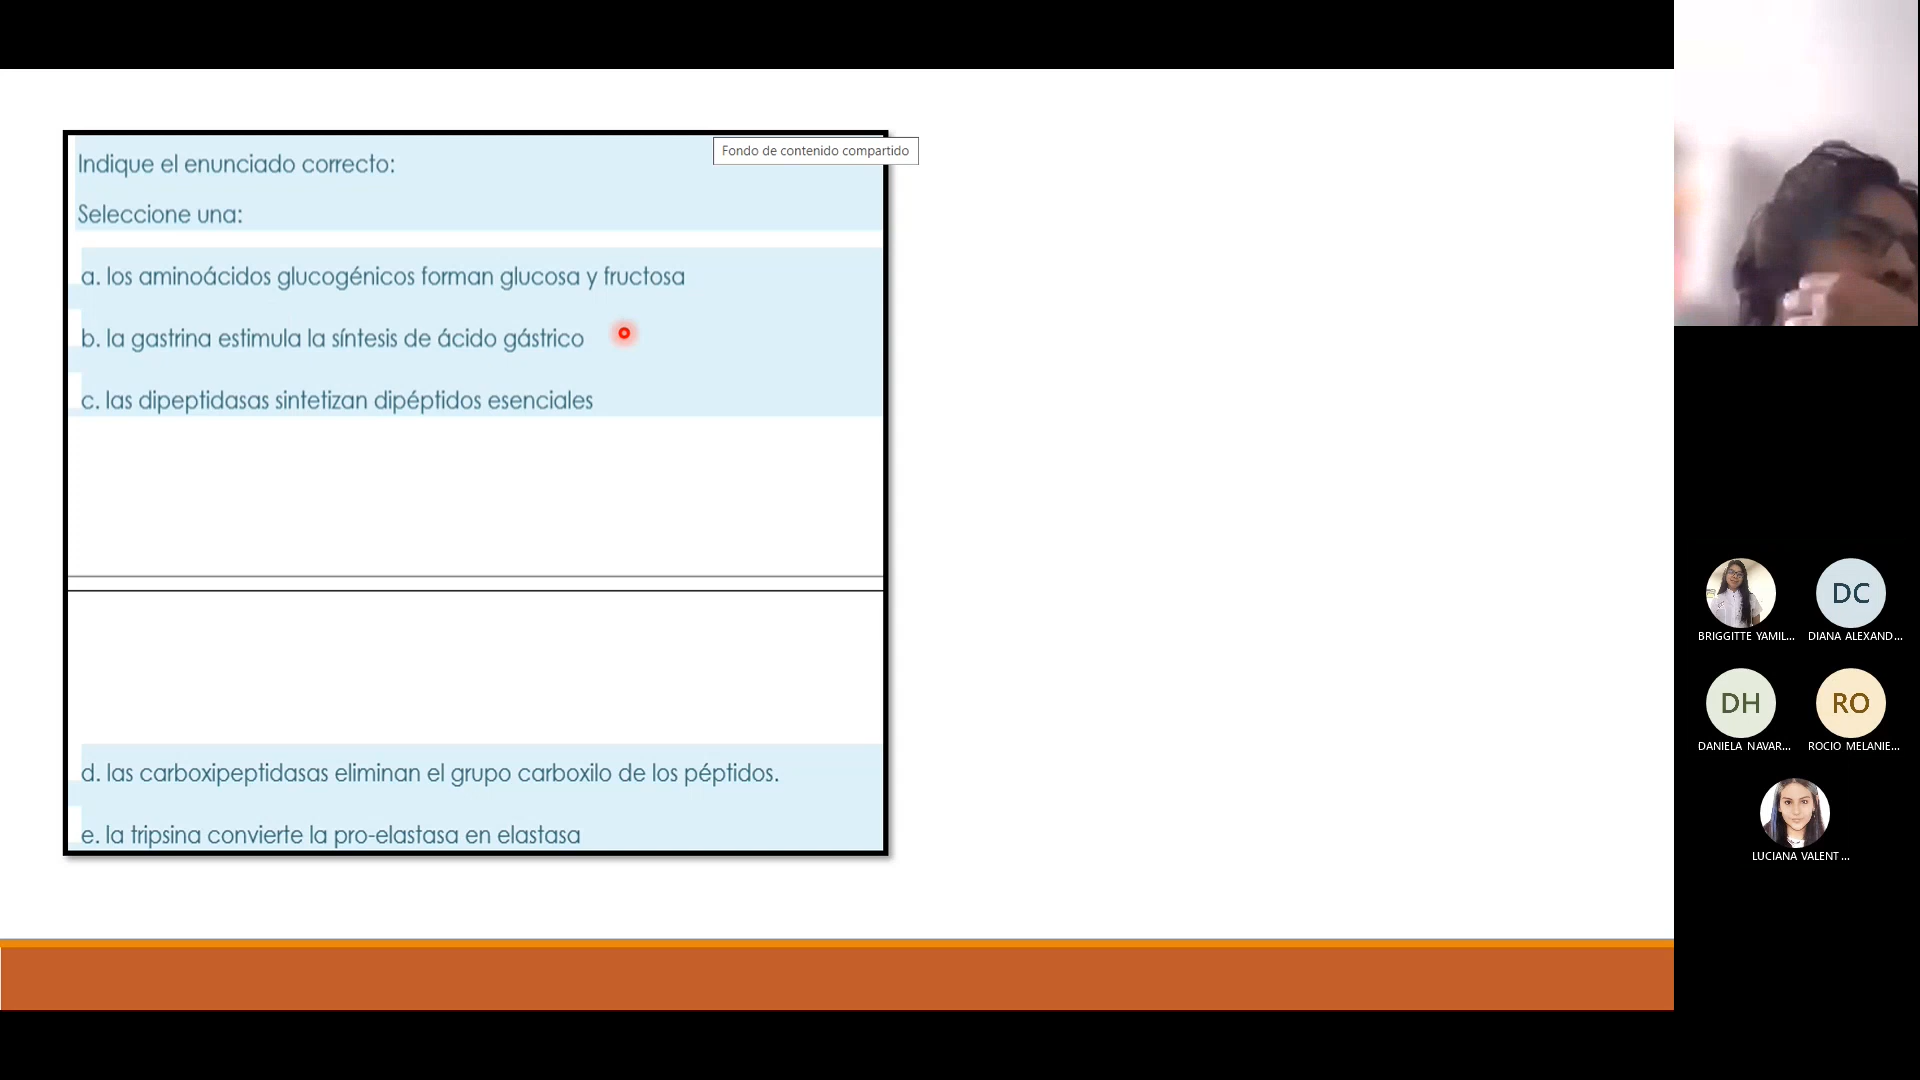 Fondo de contenido compartido
Indique el enunciado correcto:
Seleccione una:
a. los aminoácidos glucogénicos forman glucosa y fructosa
b. la gastrina estimula la síntesis de ácido gástrico
c. las dipeptidasas sintetizan dipéptidos esenciales
d. las carboxipeptidasas eliminan el grupo carboxilo de los péptidos.
e. la tripsina convierte la pro-elastasa en elastasa
BRIGGITTE YAMIL...
DC
DIANA ALEXAND...
DH
DANIELA NAVAR...
RO
ROCIO MELANIE...
LUCIANA VALENT...